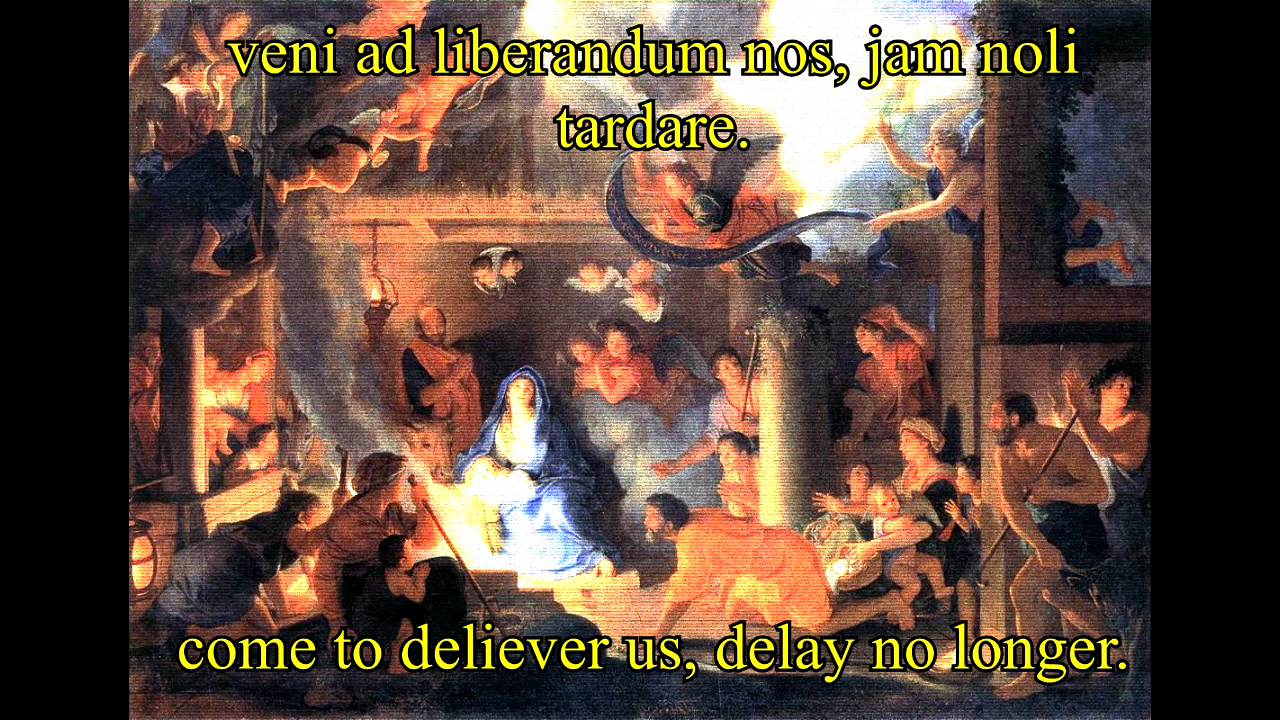 veni ad liberandum nos, jam noli
tardare.
come to deliever us, delay no longer.